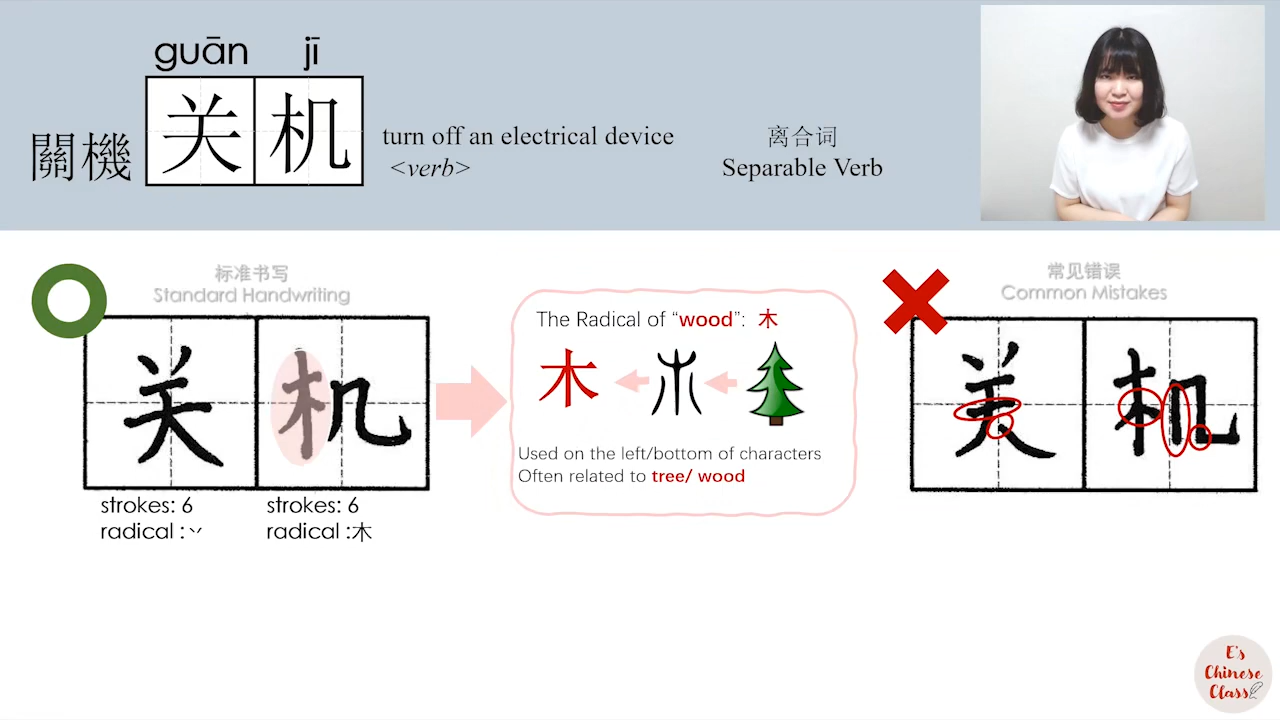 guān jī
關機 关机
turn off an electrical device
<verb>
离合词
Separable Verb
标准书写
Standard Handwriting
关机
strokes: 6
radical :丷
strokes: 6
radical :木
The Radical of “wood”: 木
木
Used on the left/bottom of characters
Often related to tree/ wood
常见错误
Common Mistakes
关机
E's
Chinese
Class